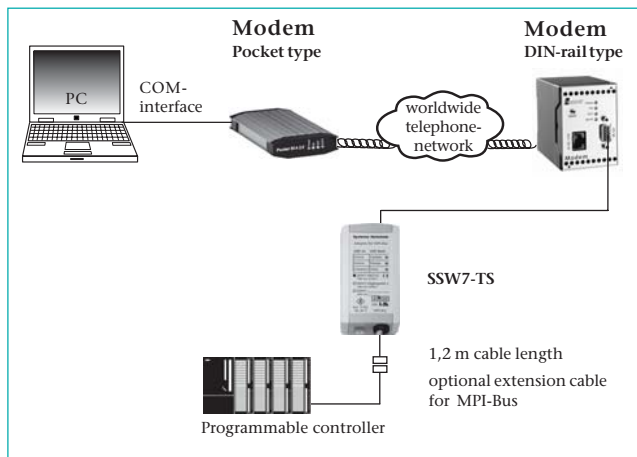 Modem
Pocket type
Modem
DIN-rail type
PC
COM-
interface
worldwide
telephone-
network
Modem
SSW7-TS
1,2 m cable length
optional extension cable
for MPI-Bus
Programmable controller